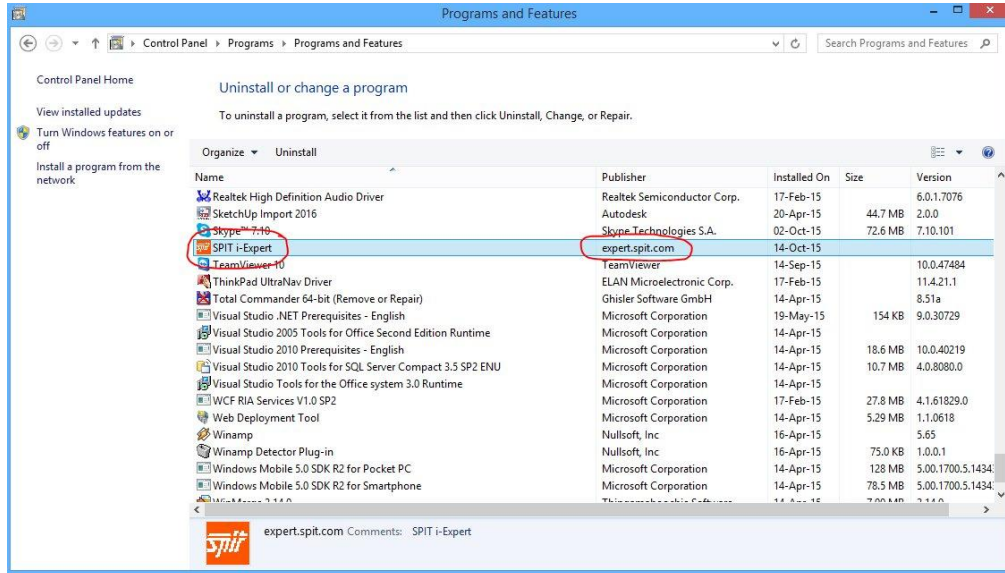 Programs and Features
Control Panel Programs Programs and Features
Search Programs and Features
Control Panel Home
View installed updates
Turn Windows features on or
off
Install a program from the
network
Uninstall or change a program
To uninstall a program, select it from the list and then click Uninstall, Change, or Repair.
Organize Uninstall
Name Publisher Installed On Size Version
Realtek High Definition Audio Driver Realtek Semiconductor Corp. 17-Feb-15 6.0.1.7076
SketchUp Import 2016 Autodesk 20-Apr-15 44.7 MB 2.0.0
Skype™ 7.10 Skype Technologies S.A. 02-Oct-15 72.6 MB 7.10.101
SPIT i-Expert expert.spit.com 14-Oct-15
TeamViewer 10 TeamViewer 14-Sep-15 10.0.47484
ThinkPad UltraNav Driver ELAN Microelectronic Corp. 17-Feb-15 11.4.21.1
Total Commander 64-bit (Remove or Repair) Ghisler Software GmbH 14-Apr-15 8.51a
Visual Studio .NET Prerequisites - English Microsoft Corporation 19-May-15 154 KB 9.0.30729
Visual Studio 2005 Tools for Office Second Edition Runtime Microsoft Corporation 14-Apr-15
Visual Studio 2010 Prerequisites - English Microsoft Corporation 14-Apr-15 18.6 MB 10.0.40219
Visual Studio 2010 Tools for SQL Server Compact 3.5 SP2 ENU Microsoft Corporation 14-Apr-15 10.7 MB 4.0.8080.0
Visual Studio Tools for the Office system 3.0 Runtime Microsoft Corporation 14-Apr-15
WCF RIA Services V1.0 SP2 Microsoft Corporation 17-Feb-15 27.8 MB 4.1.61829.0
Web Deployment Tool Microsoft Corporation 14-Apr-15 5.29 MB 1.1.0618
Winamp Nullsoft, Inc 16-Apr-15 5.65
Winamp Detector Plug-in Nullsoft, Inc 16-Apr-15 75.0 KB 1.0.0.1
Windows Mobile 5.0 SDK R2 for Pocket PC Microsoft Corporation 14-Apr-15 128 MB 5.00.1700.5.1434
Windows Mobile 5.0 SDK R2 for Smartphone Microsoft Corporation 14-Apr-15 78.5 MB 5.00.1700.5.1434
WinMerge 2.14.0
expert.spit.com Comments: SPIT i-Expert
spit